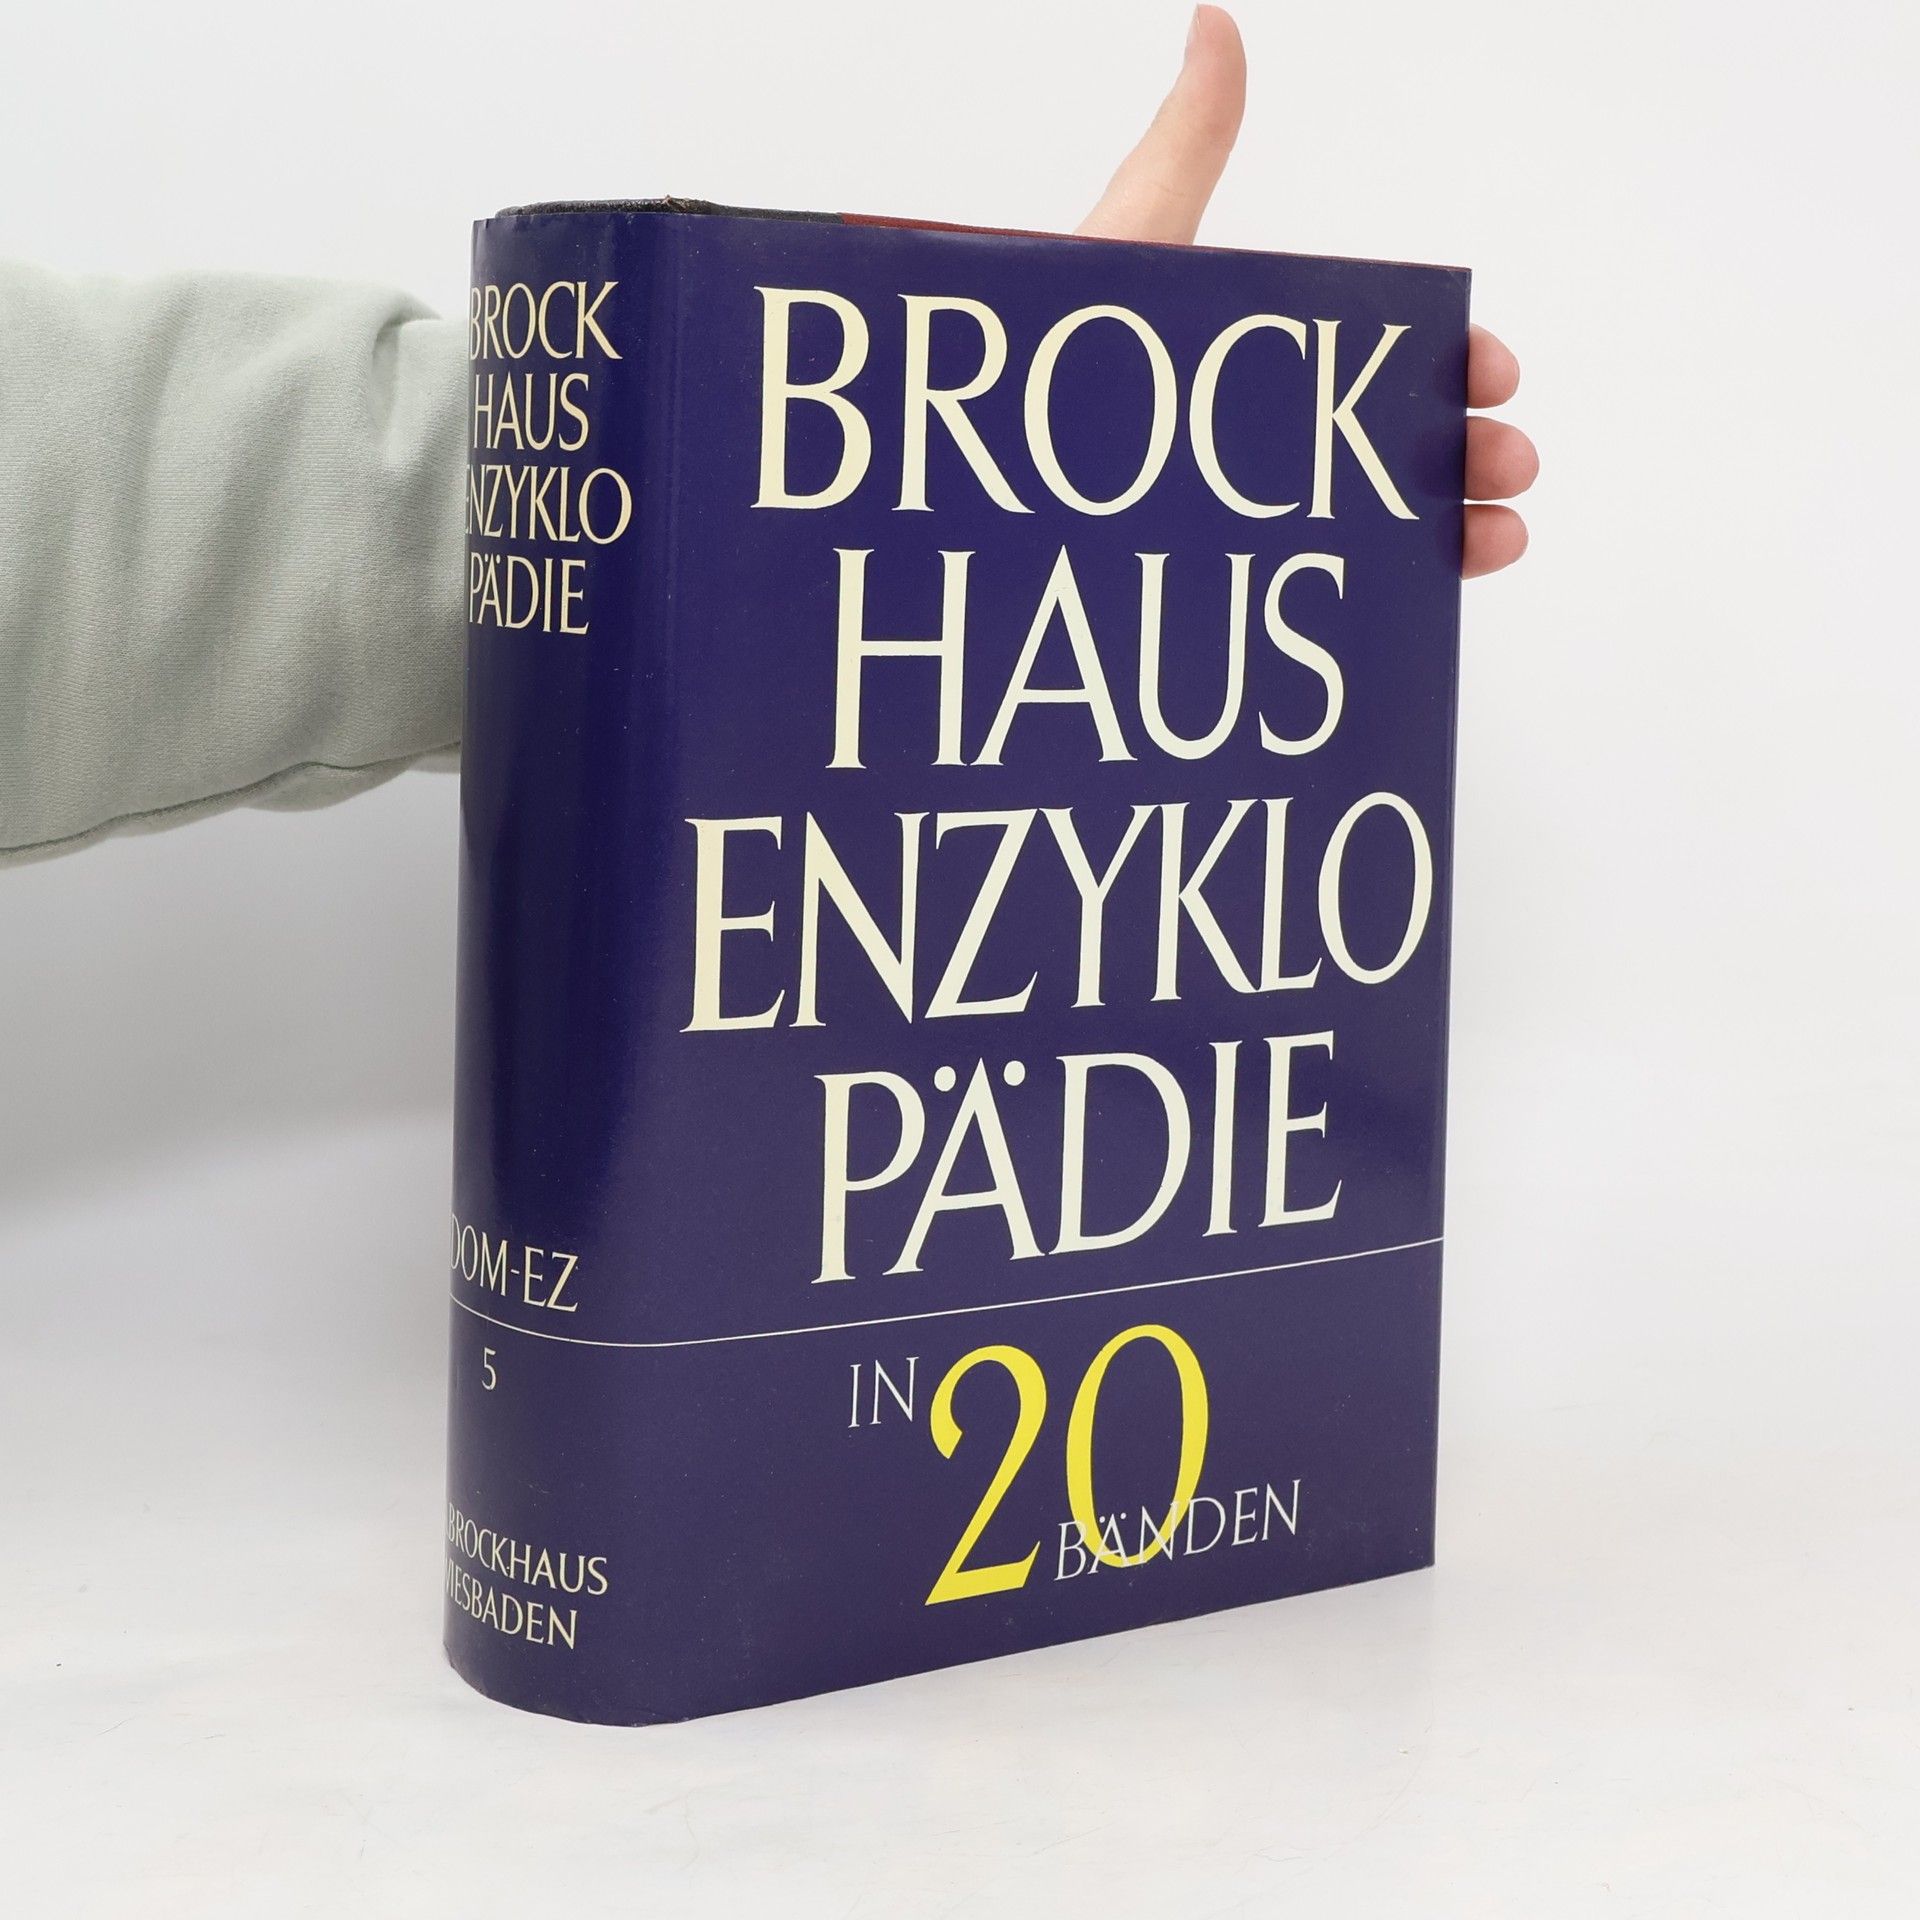 BROCK
HAUS
ENZYKLO
PÄDIE
DOM-EZ
5
BROCKHAUS
WIESBADEN
BROCK
HAUS
ENZYKLO
PÄDIE
IN 20
BÄNDEN